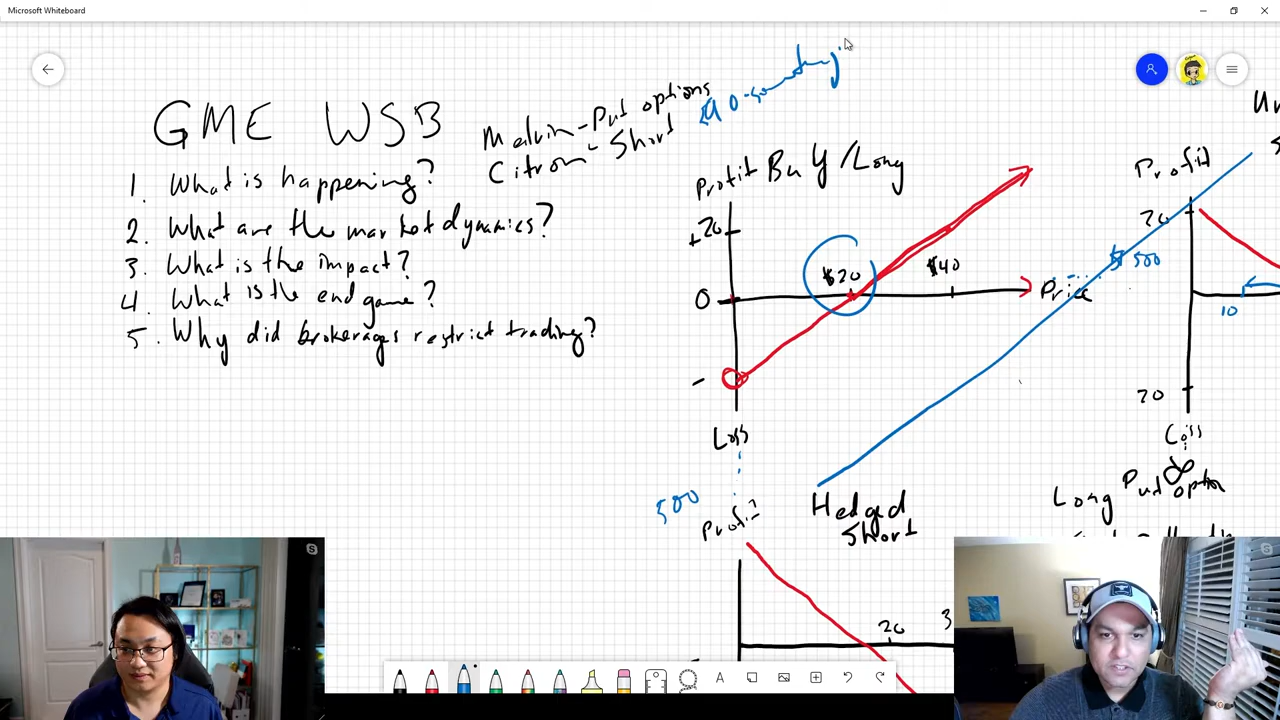 Microsoft Whiteboard
GME WSB
Melvin - Put options
Citron - Short
1. What is happening?
2. What are the market dynamics?
3. What is the impact?
4. What is the end game?
5. Why did brokerages restrict trading?
Profit Buy/Long
+20
0
-
$20
$40
Price
Loss
500
Profit
20
$500
10
20
Loss
∞
Hedged
Short
Long Put option
Profit
20
3
A